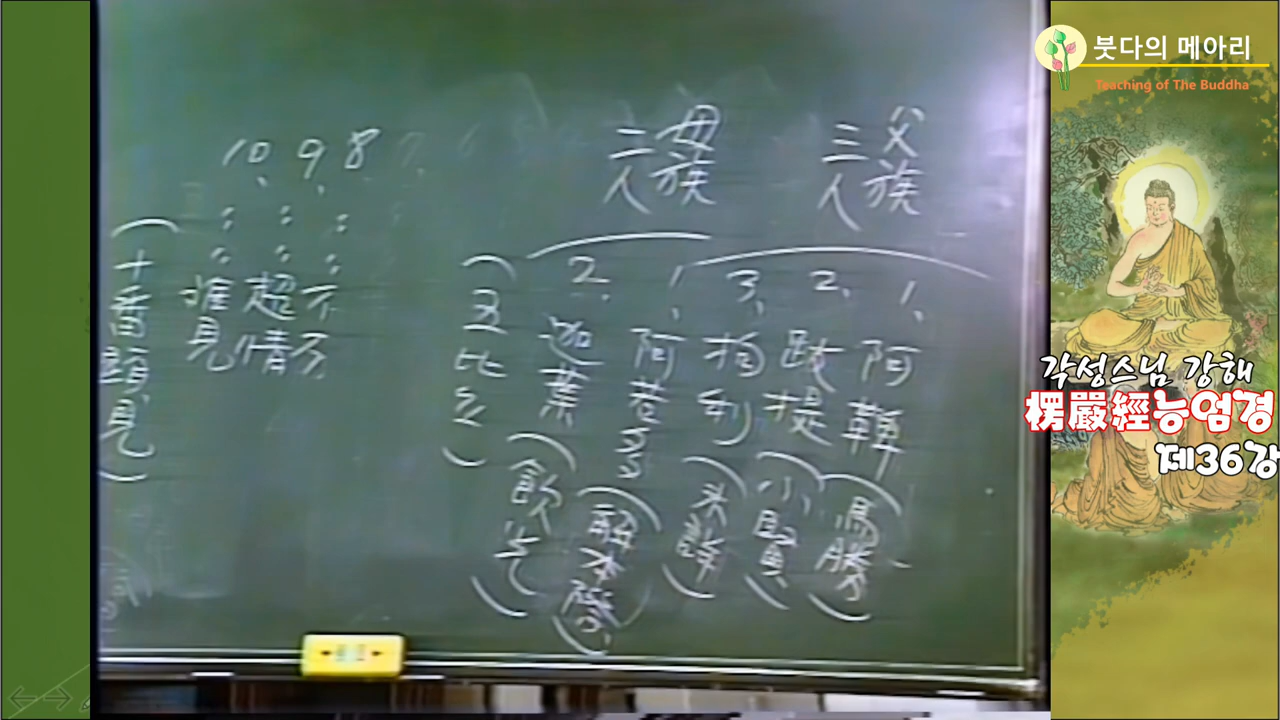 붓다의 메아리
Teaching of The Buddha
각성스님 강해
楞嚴經능엄경
제36강
父族
三人
母族
二人
1. 阿鞞(馬勝)
2. 跋提(小賢)
3. 拘利
1. 阿若(解本際)
2. 迦葉(飮光)
(五比丘)
8 不分
9 超情
10 離見
(十番顯見)